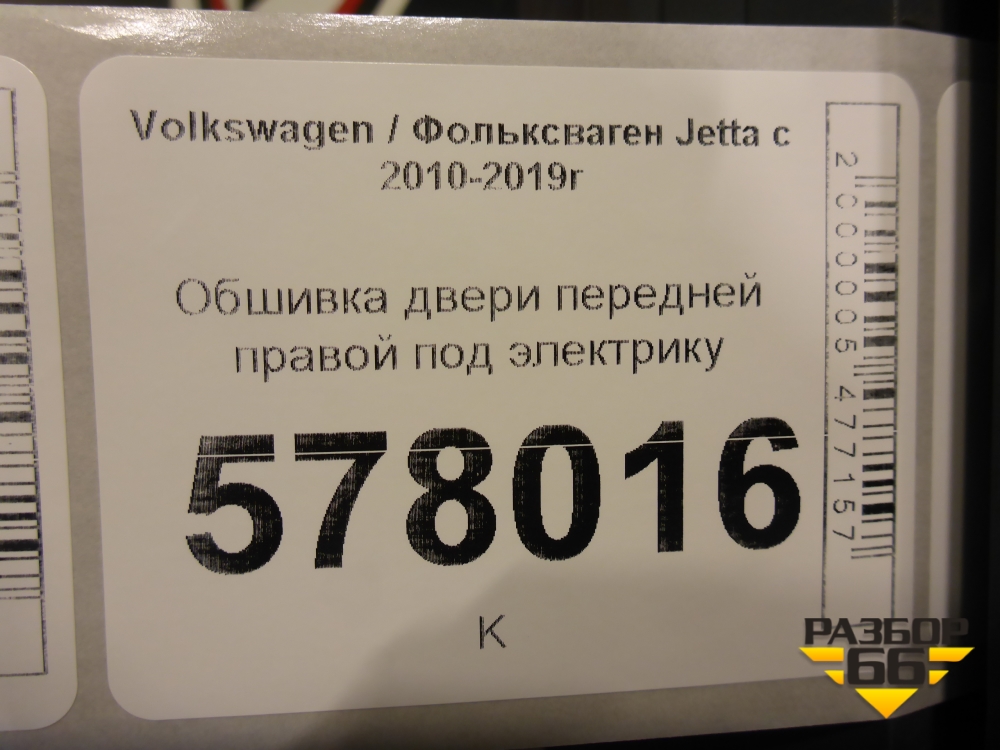 Volkswagen / Фольксваген Jetta с
2010-2019г
Обшивка двери передней
правой под электрику
578016
К
2000005477157
РАЗБОР
66